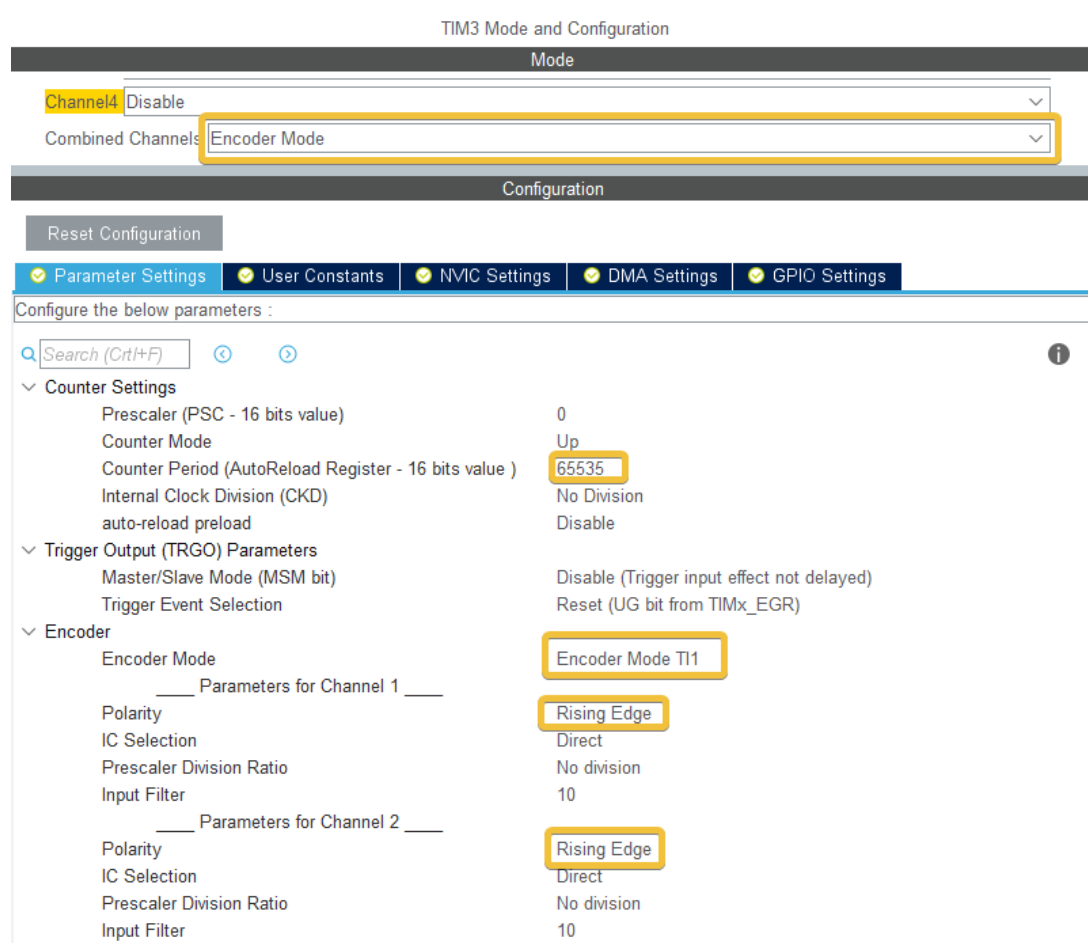 TIM3 Mode and Configuration
Mode
Channel4 Disable
Combined Channels Encoder Mode
Configuration
Reset Configuration
Parameter Settings User Constants NVIC Settings DMA Settings GPIO Settings
Configure the below parameters :
Search (Crtl+F)
Counter Settings
Prescaler (PSC - 16 bits value) 0
Counter Mode Up
Counter Period (AutoReload Register - 16 bits value ) 65535
Internal Clock Division (CKD) No Division
auto-reload preload Disable
Trigger Output (TRGO) Parameters
Master/Slave Mode (MSM bit) Disable (Trigger input effect not delayed)
Trigger Event Selection Reset (UG bit from TIMx_EGR)
Encoder
Encoder Mode Encoder Mode TI1
____ Parameters for Channel 1 ____
Polarity Rising Edge
IC Selection Direct
Prescaler Division Ratio No division
Input Filter 10
____ Parameters for Channel 2 ____
Polarity Rising Edge
IC Selection Direct
Prescaler Division Ratio No division
Input Filter 10